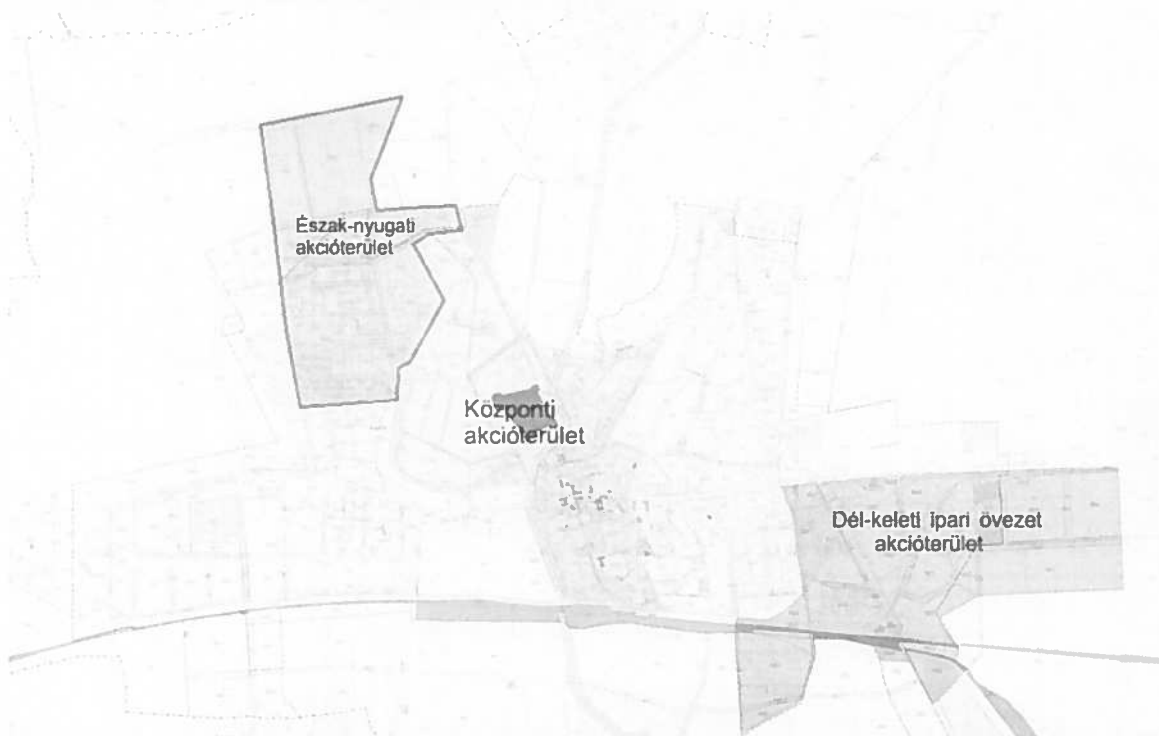 Észak-nyugati
akcióterület
Központi
akcióterület
Dél-keleti ipari övezet
akcióterület